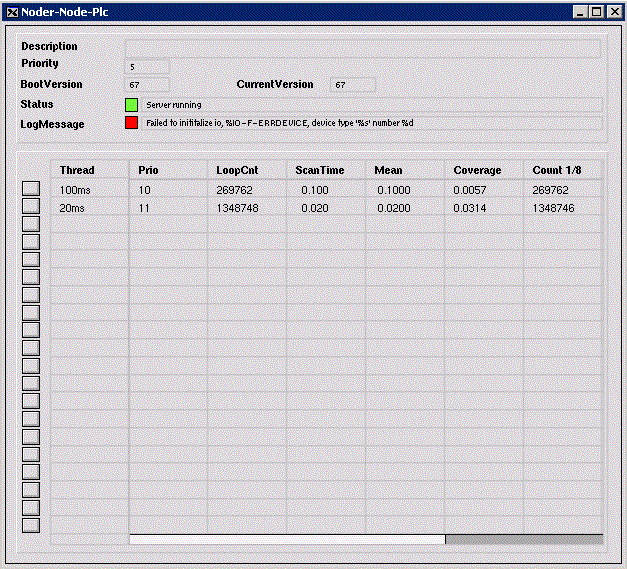 Noder-Node-Plc
Description
Priority 5
BootVersion 67 CurrentVersion 67
Status Server running
LogMessage Failed to inititalize io, %IO-F-ERRDEVICE, device type '%s' number %d
Thread Prio LoopCnt ScanTime Mean Coverage Count 1/8
100ms 10 269762 0.100 0.1000 0.0057 269762
20ms 11 1348748 0.020 0.0200 0.0314 1348746